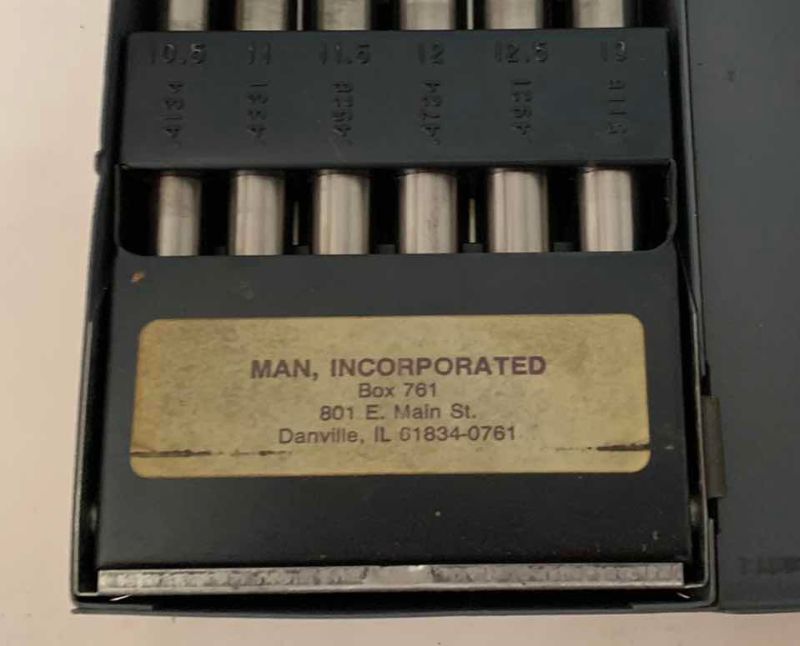 10.5 11 11.5 12 12.5 13
.4134 .4331 .4528 .4724 .4921 .5118
MAN, INCORPORATED
Box 761
801 E. Main St.
Danville, IL 61834-0761